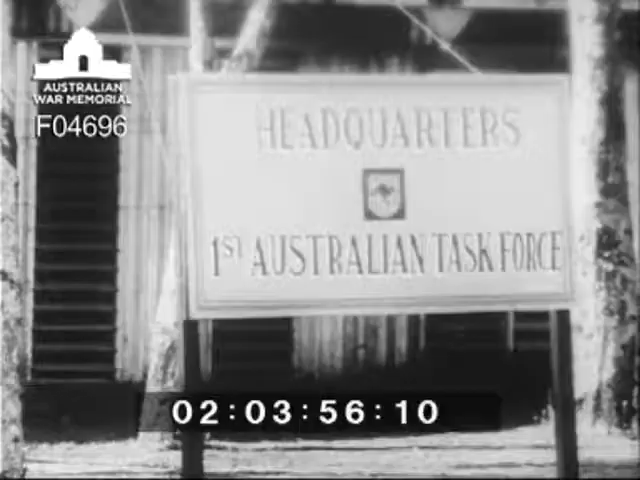 AUSTRALIAN
WAR MEMORIAL
F04696
HEADQUARTERS
1ST AUSTRALIAN TASK FORCE
02:03:56:10